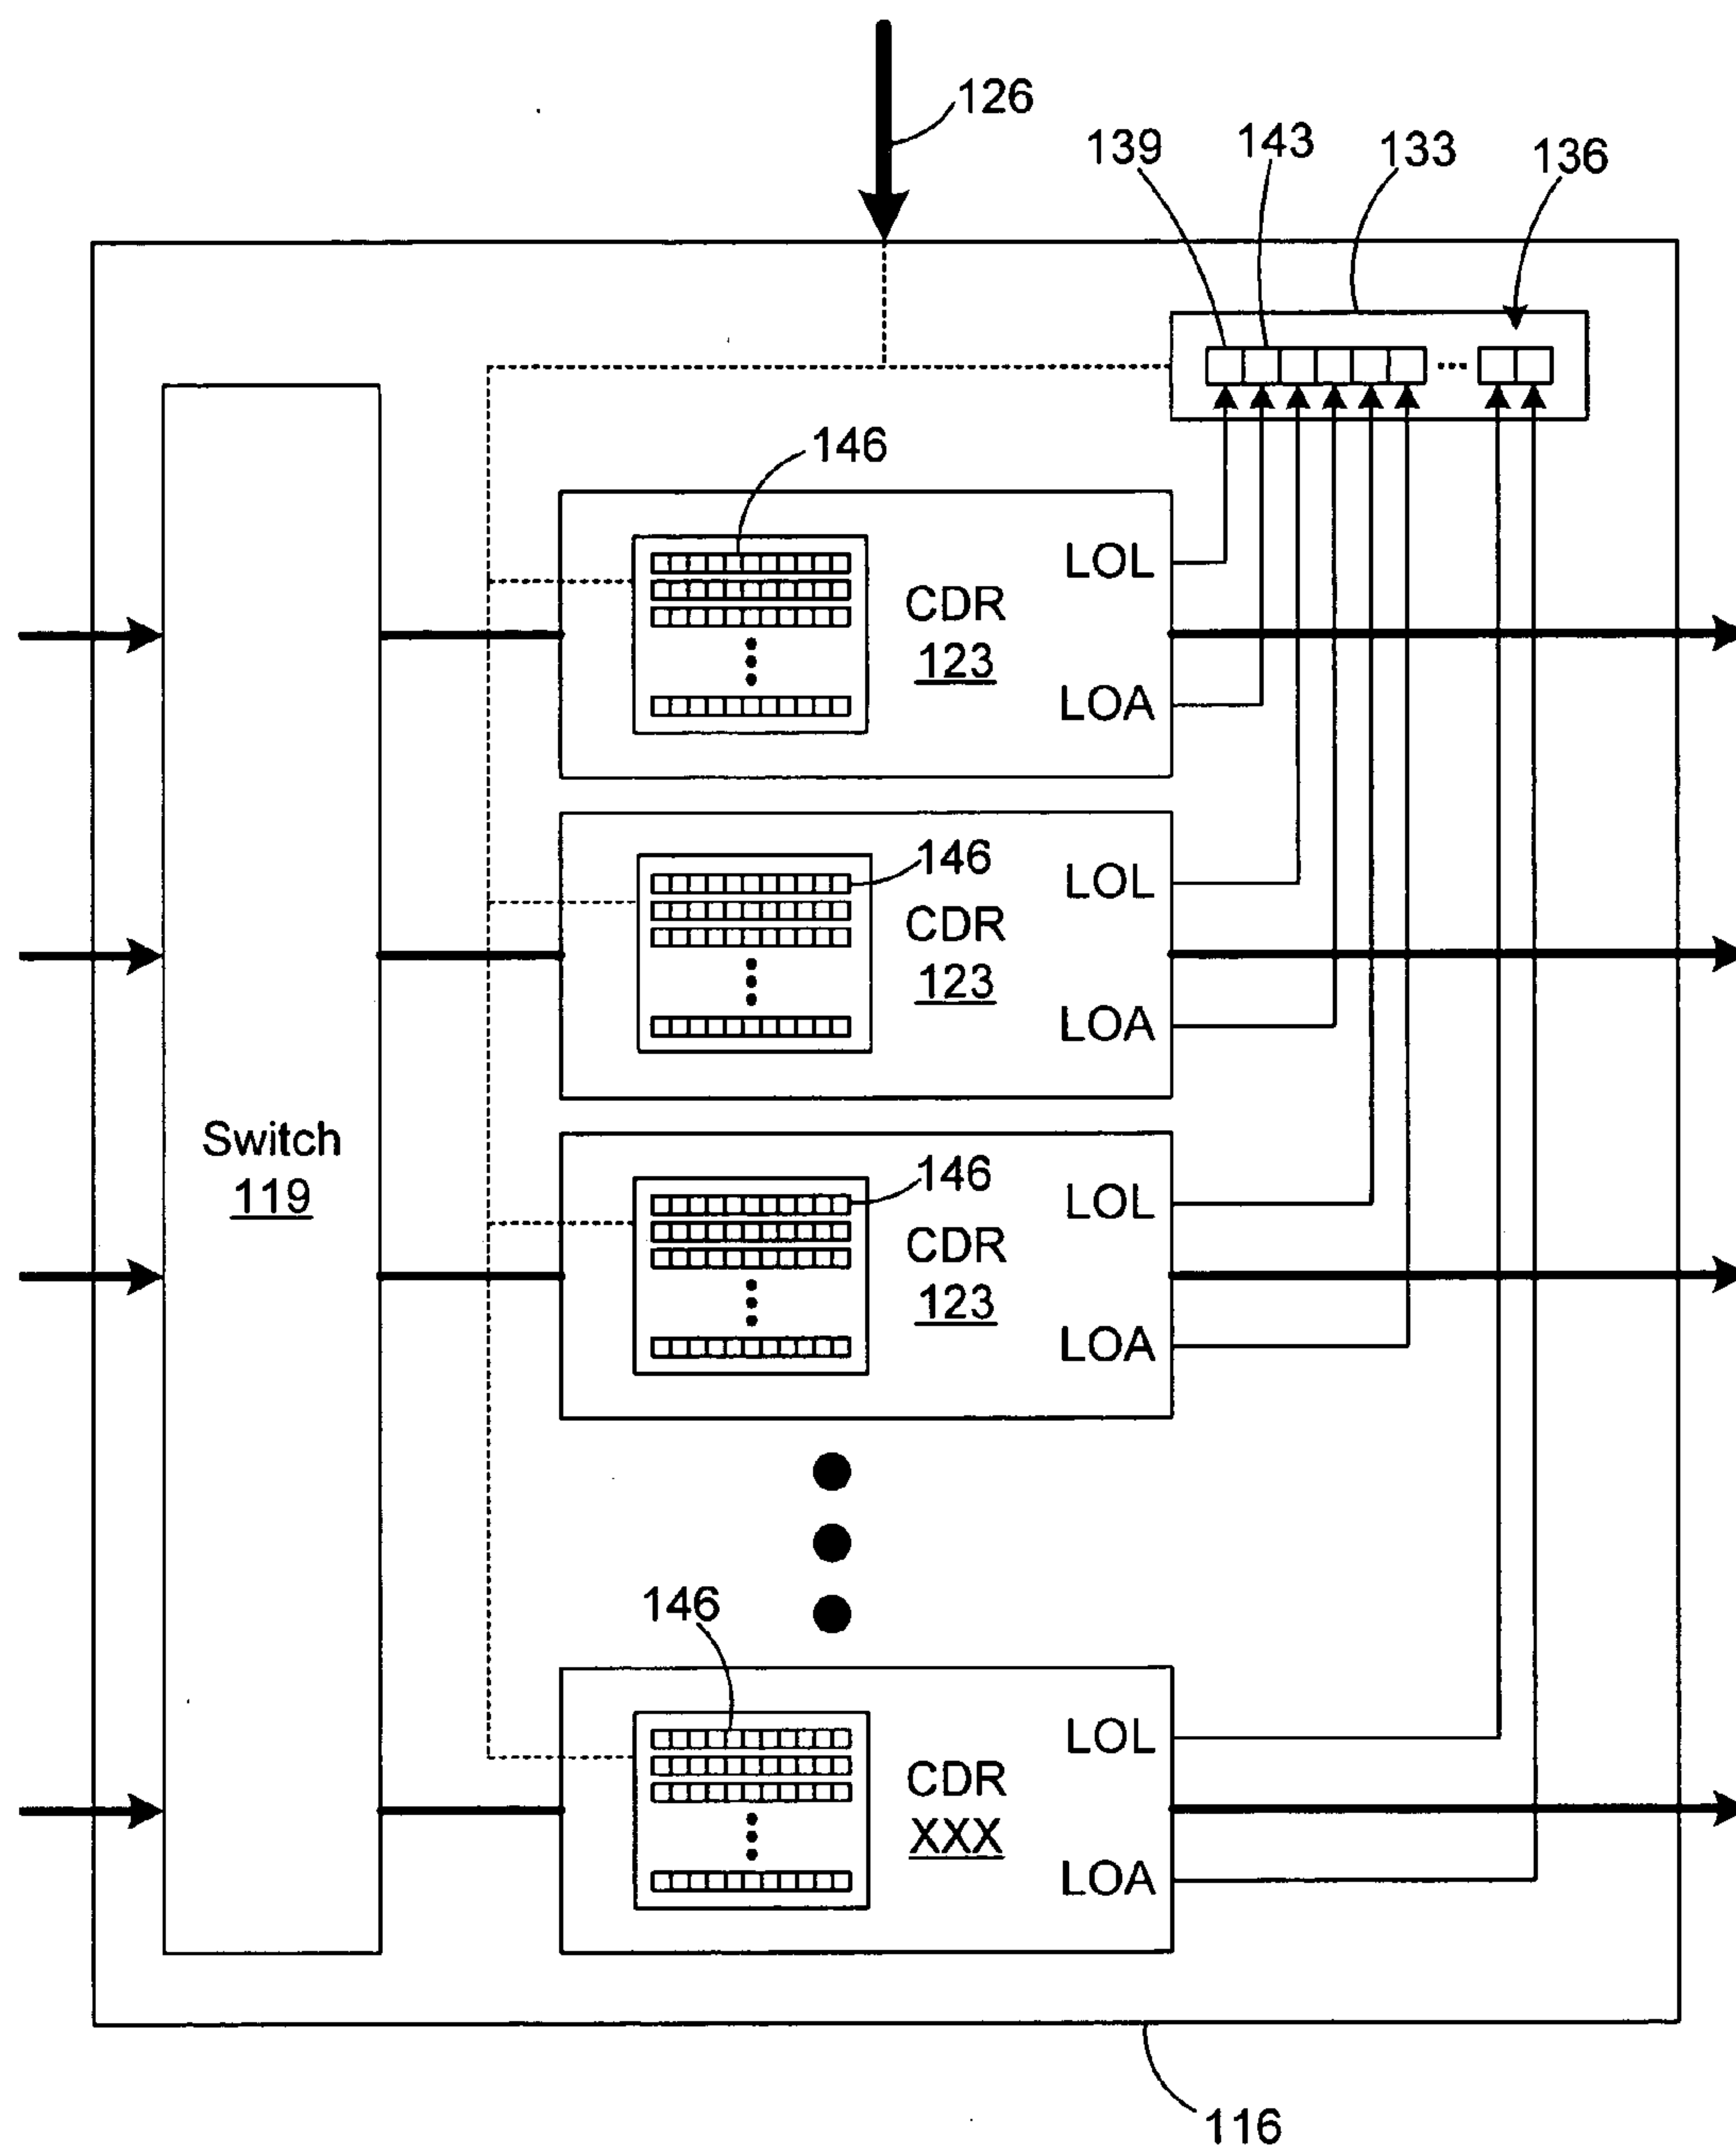 126
139
143
133
136
146
LOL
CDR
123
LOA
146
LOL
CDR
123
LOA
Switch
119
146
LOL
CDR
123
LOA
146
LOL
CDR
XXX
LOA
116